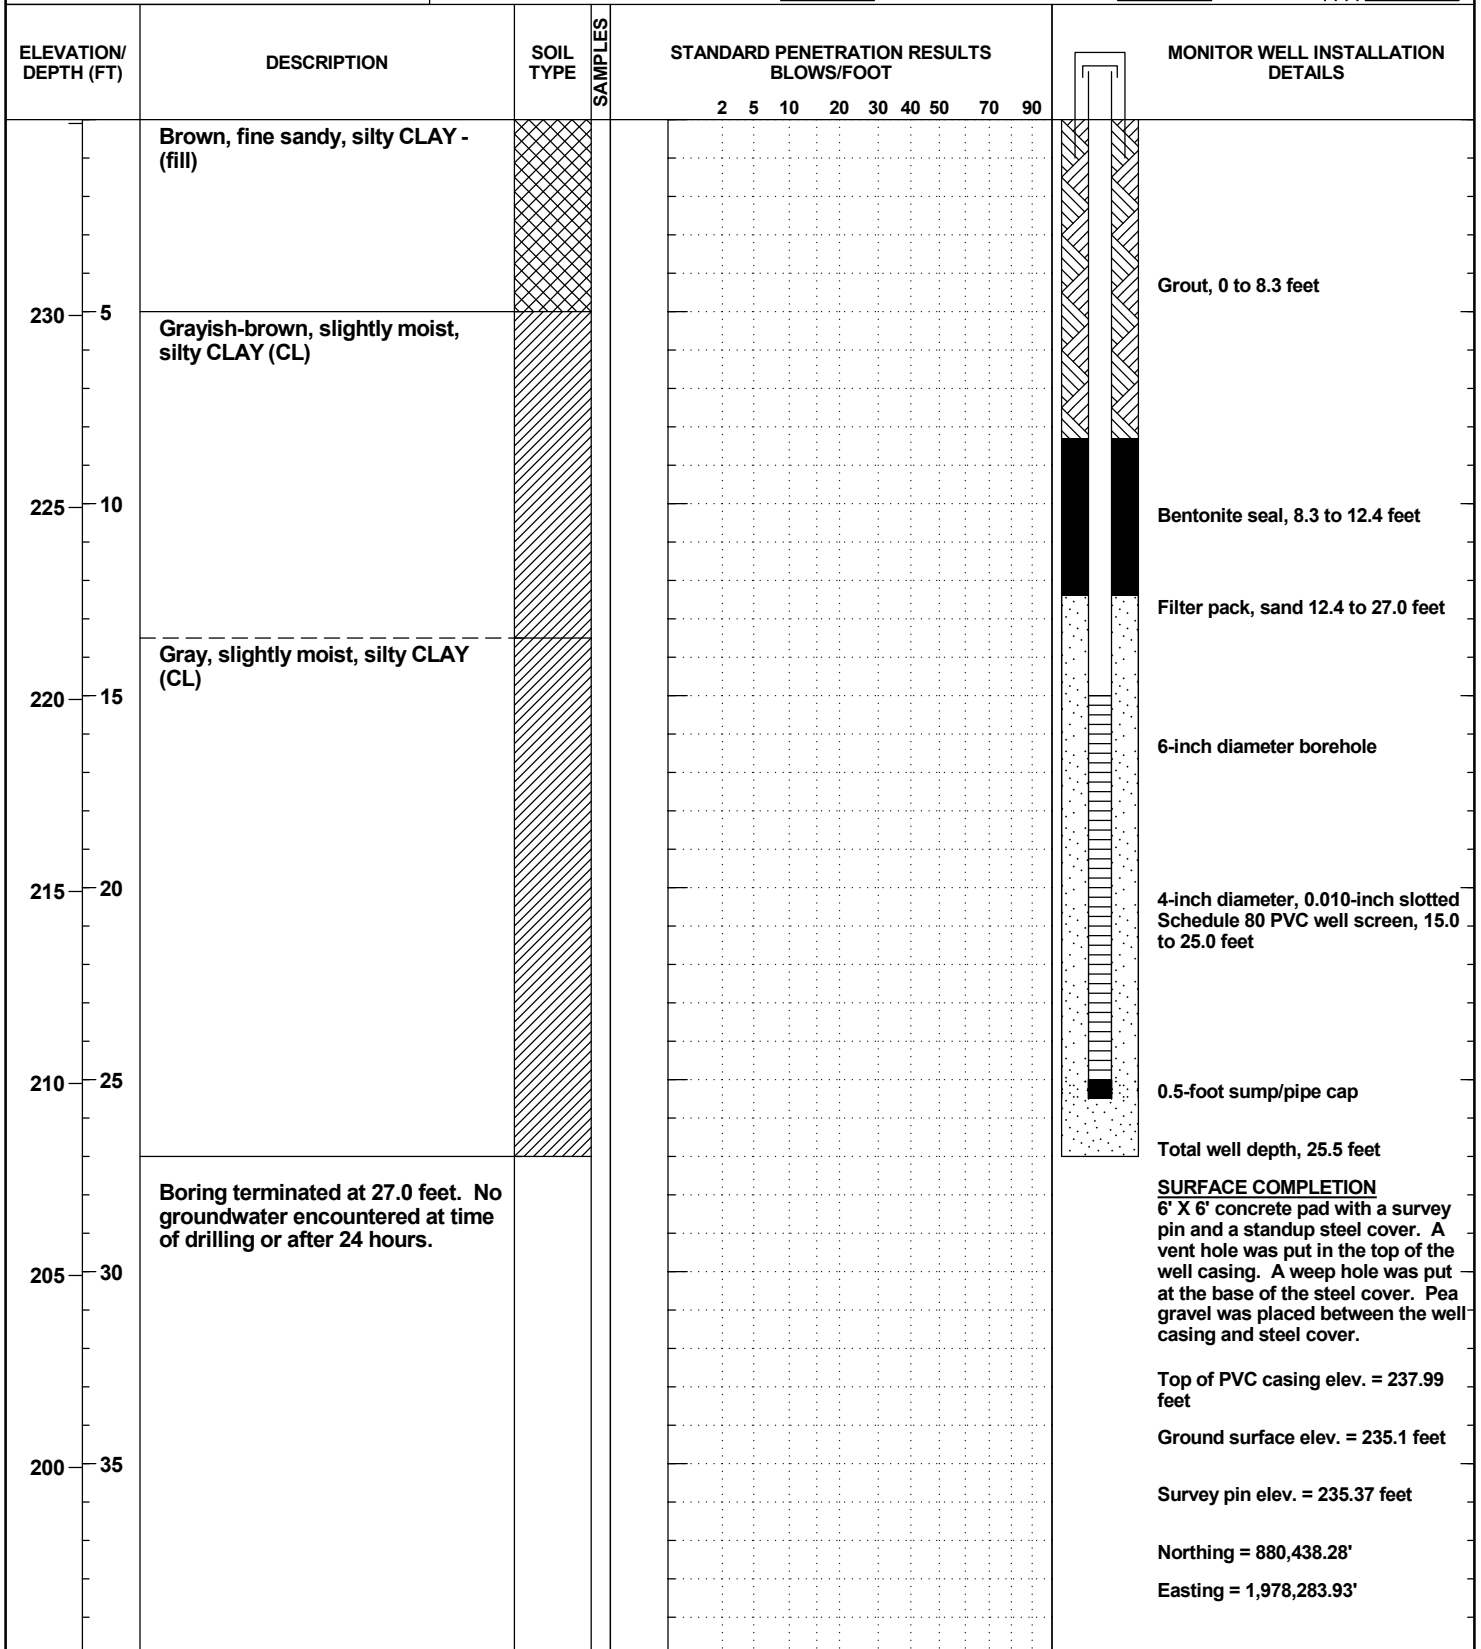 ELEVATION/
DEPTH (FT)
DESCRIPTION
SOIL
TYPE
SAMPLES
STANDARD PENETRATION RESULTS
BLOWS/FOOT
2 5 10 20 30 40 50 70 90
MONITOR WELL INSTALLATION
DETAILS
Brown, fine sandy, silty CLAY -
(fill)
Grout, 0 to 8.3 feet
230 5
Grayish-brown, slightly moist,
silty CLAY (CL)
225 10
Bentonite seal, 8.3 to 12.4 feet
Filter pack, sand 12.4 to 27.0 feet
Gray, slightly moist, silty CLAY
(CL)
220 15
6-inch diameter borehole
215 20
4-inch diameter, 0.010-inch slotted
Schedule 80 PVC well screen, 15.0
to 25.0 feet
210 25
0.5-foot sump/pipe cap
Total well depth, 25.5 feet
Boring terminated at 27.0 feet. No
groundwater encountered at time
of drilling or after 24 hours.
SURFACE COMPLETION
6' X 6' concrete pad with a survey
pin and a standup steel cover. A
vent hole was put in the top of the
well casing. A weep hole was put
at the base of the steel cover. Pea
gravel was placed between the well
casing and steel cover.
205 30
Top of PVC casing elev. = 237.99
feet
Ground surface elev. = 235.1 feet
200 35
Survey pin elev. = 235.37 feet
Northing = 880,438.28'
Easting = 1,978,283.93'